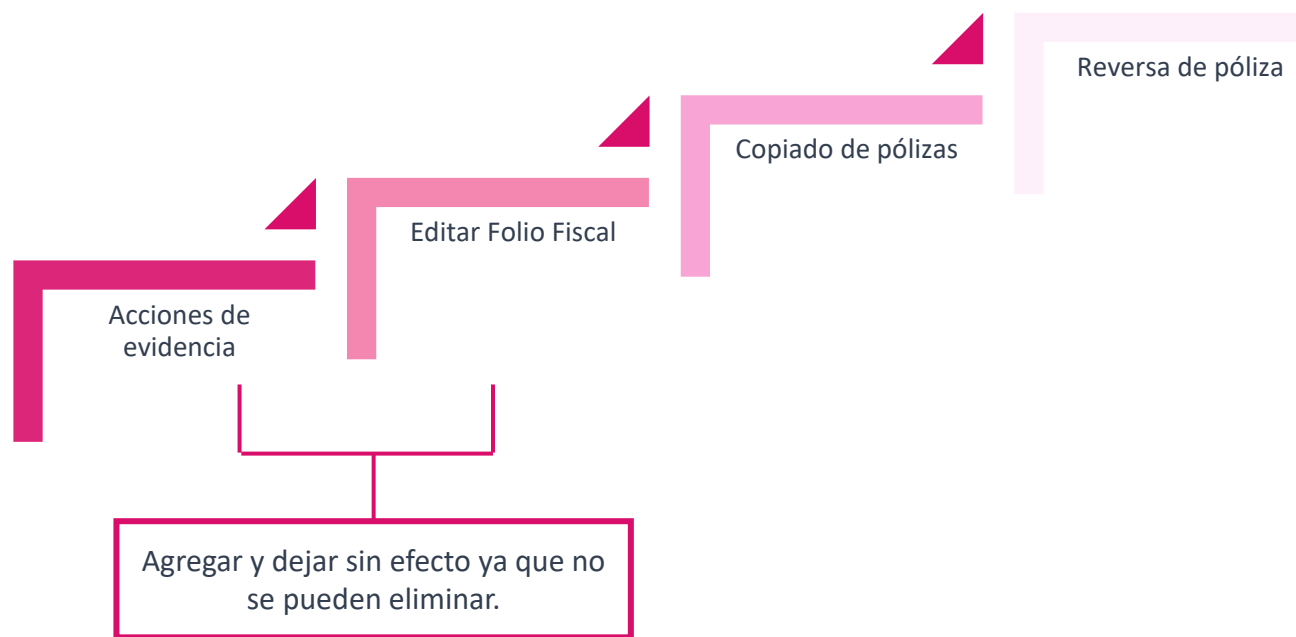 Reversa de póliza
Copiado de pólizas
Editar Folio Fiscal
Acciones de
evidencia
Agregar y dejar sin efecto ya que no
se pueden eliminar.